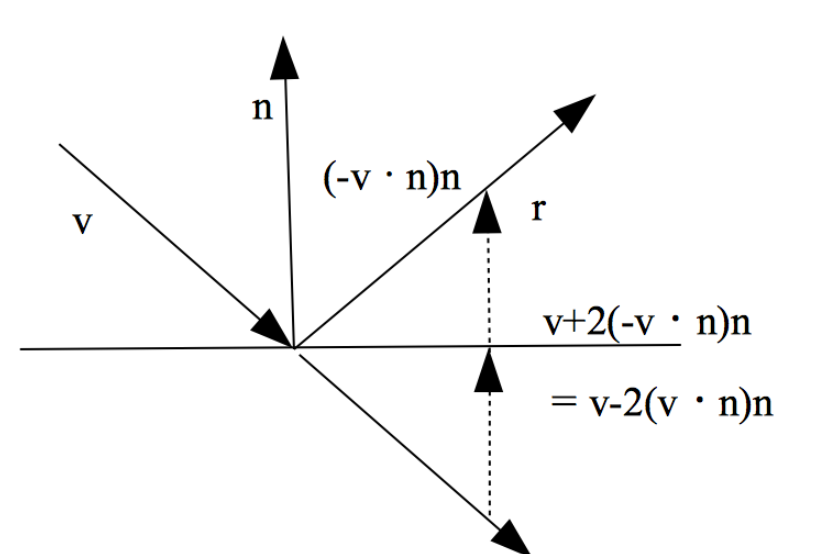 n
(-v · n)n
v
r
v+2(-v · n)n
= v-2(v · n)n